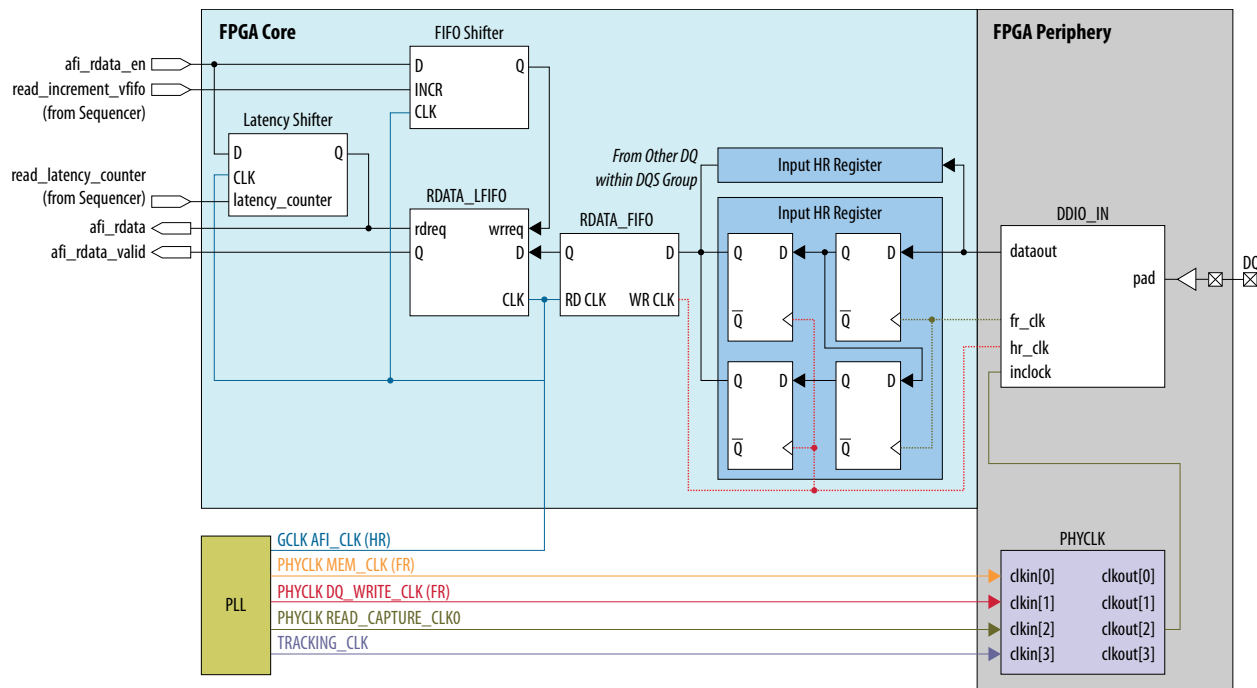 FPGA Core
FPGA Periphery
FIFO Shifter
afi_rdata_en
D
Q
read_increment_vfifo
INCR
(from Sequencer)
CLK
Latency Shifter
D
Q
CLK
latency_counter
read_latency_counter
(from Sequencer)
afi_rdata
afi_rdata_valid
RDATA_LFIFO
rdreq
wrreq
Q
D
CLK
RDATA_FIFO
Q
D
RD CLK
WR CLK
From Other DQ
within DQS Group
Input HR Register
Input HR Register
Q
D
Q
D
Q
D
Q
D
Q̅
Q̅
Q̅
Q̅
DDIO_IN
dataout
pad
fr_clk
hr_clk
inclock
DQ
PLL
GCLK AFI_CLK (HR)
PHYCLK MEM_CLK (FR)
PHYCLK DQ_WRITE_CLK (FR)
PHYCLK READ_CAPTURE_CLK0
TRACKING_CLK
PHYCLK
clkin[0]
clkout[0]
clkin[1]
clkout[1]
clkin[2]
clkout[2]
clkin[3]
clkout[3]